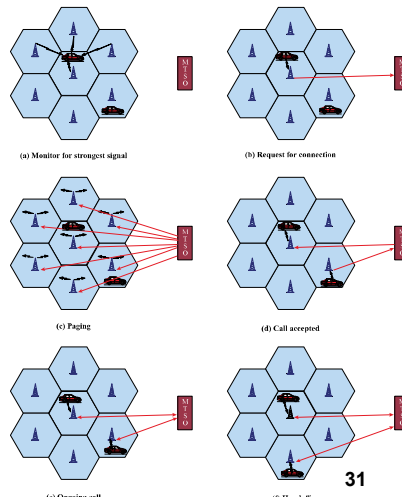 M
T
S
O
M
T
S
O
(a) Monitor for strongest signal
(b) Request for connection
M
T
S
O
M
T
S
O
(c) Paging
(d) Call accepted
M
T
S
O
M
T
S
O
31